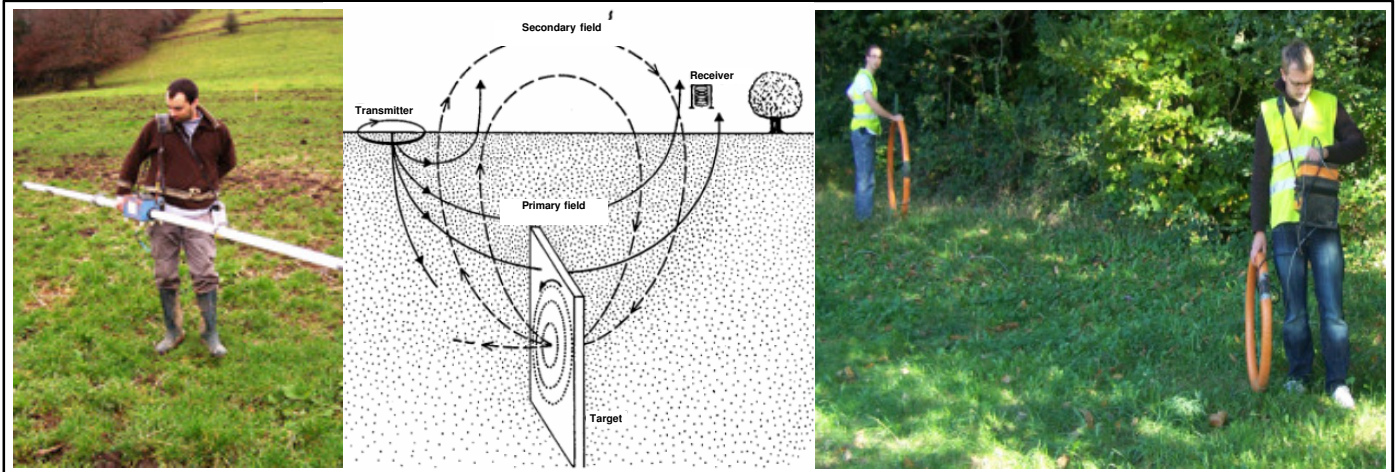 Secondary field
Receiver
Transmitter
Primary field
Target